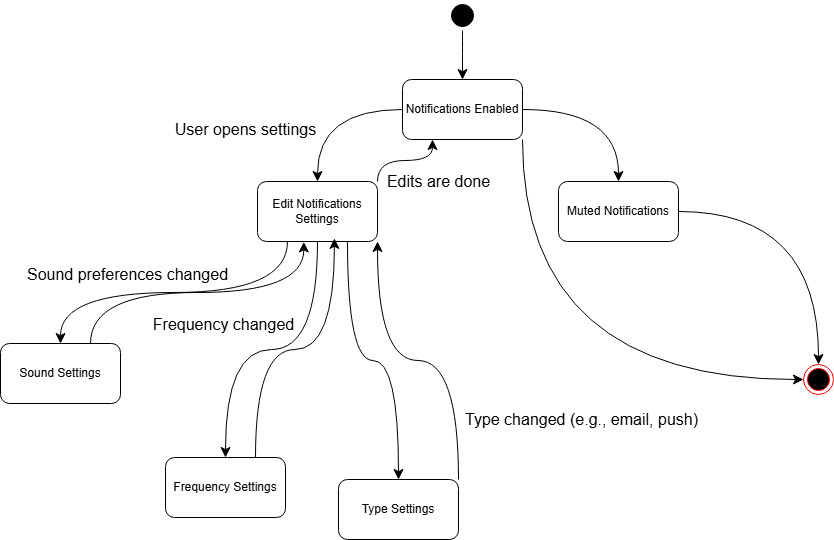 Notifications Enabled
User opens settings
Edits are done
Edit Notifications
Settings
Muted Notifications
Sound preferences changed
Frequency changed
Sound Settings
Type changed (e.g., email, push)
Frequency Settings
Type Settings